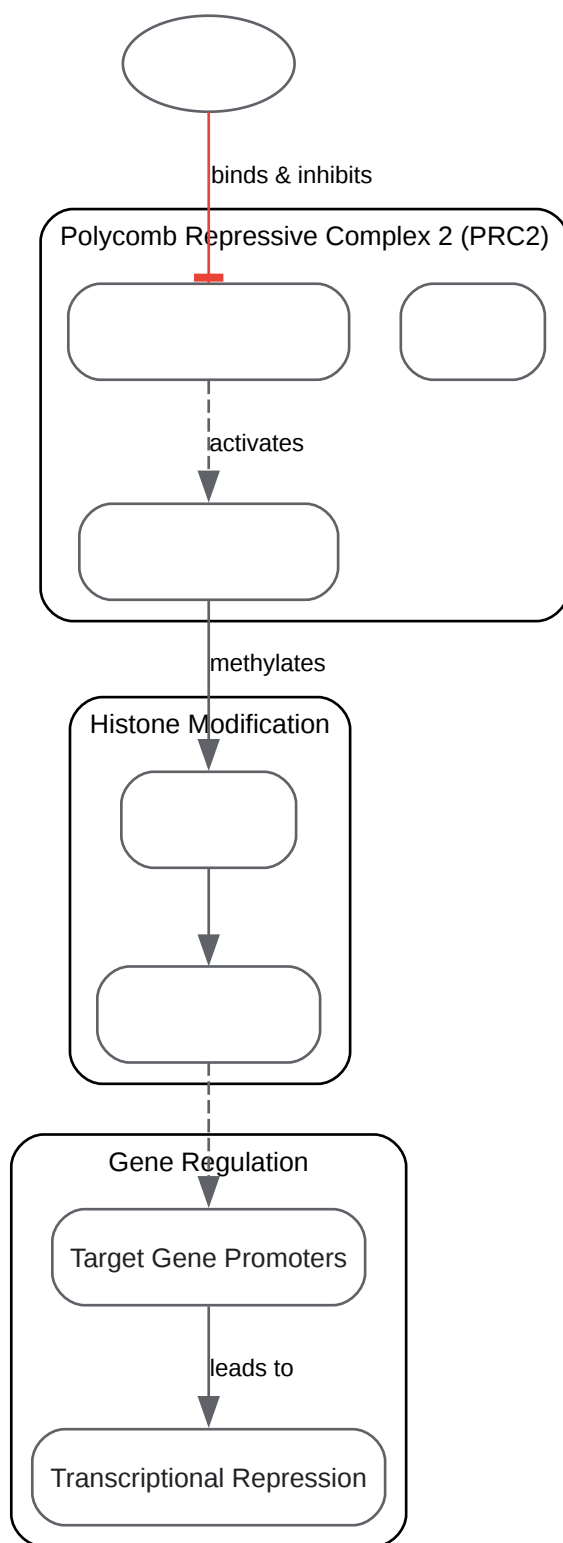 binds & inhibits
Polycomb Repressive Complex 2 (PRC2)
activates
methylates
Histone Modification
Gene Regulation
Target Gene Promoters
leads to
Transcriptional Repression